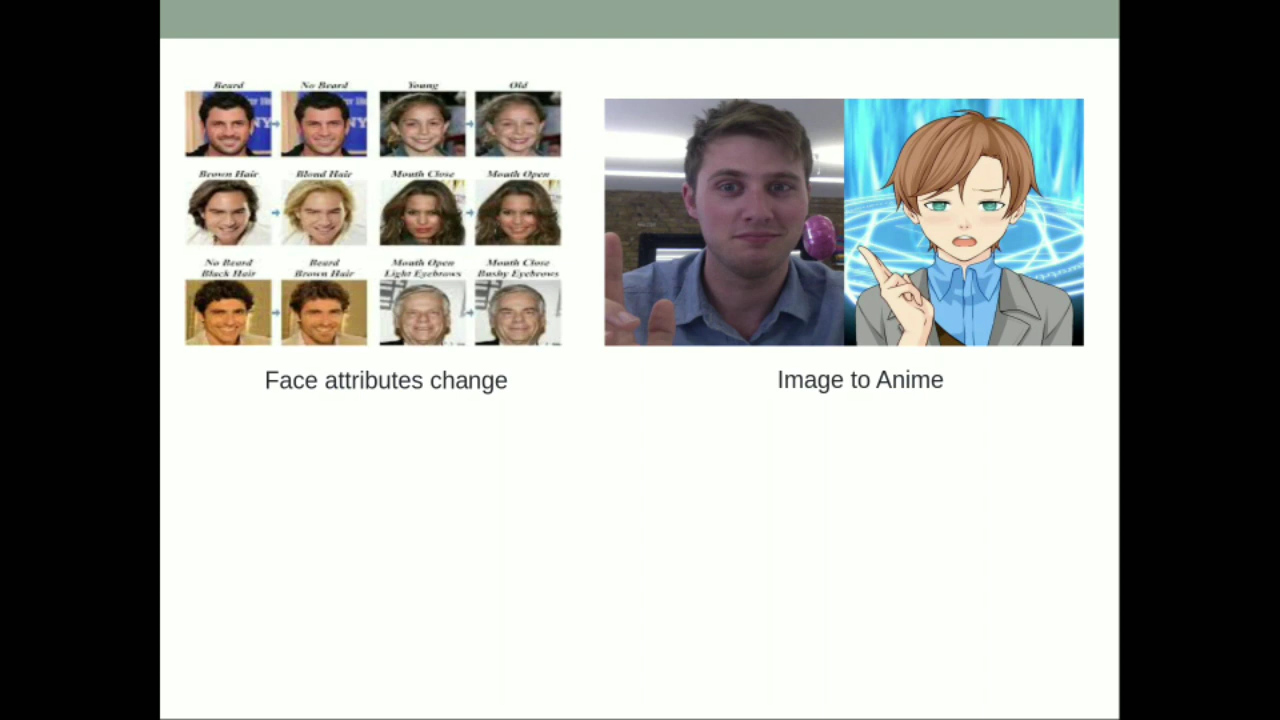 Beard No Beard Young Old
Brown Hair Blond Hair Mouth Close Mouth Open
No Beard Beard Mouth Open Mouth Close
Black Hair Brown Hair Light Eyebrows Bushy Eyebrows
NY
Face attributes change
Image to Anime